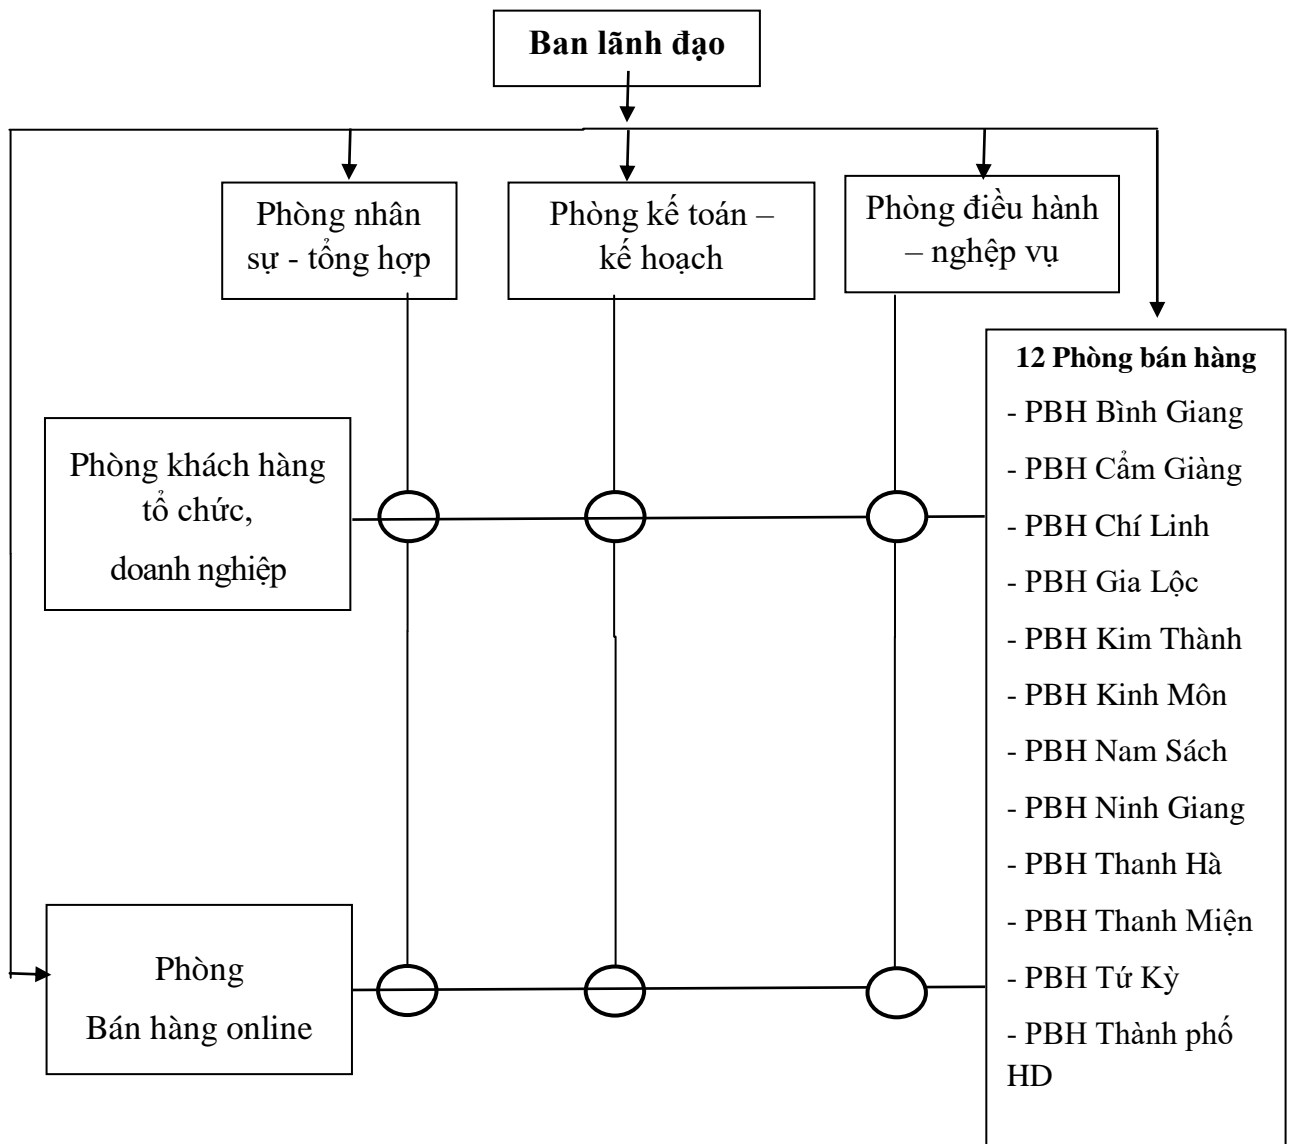 Ban lãnh đạo
Phòng nhân
sự - tổng hợp
Phòng kế toán –
kế hoạch
Phòng điều hành
– nghệp vụ
12 Phòng bán hàng
- PBH Bình Giang
- PBH Cẩm Giàng
- PBH Chí Linh
- PBH Gia Lộc
- PBH Kim Thành
- PBH Kinh Môn
- PBH Nam Sách
- PBH Ninh Giang
- PBH Thanh Hà
- PBH Thanh Miện
- PBH Tứ Kỳ
- PBH Thành phố
HD
Phòng khách hàng
tổ chức,
doanh nghiệp
Phòng
Bán hàng online